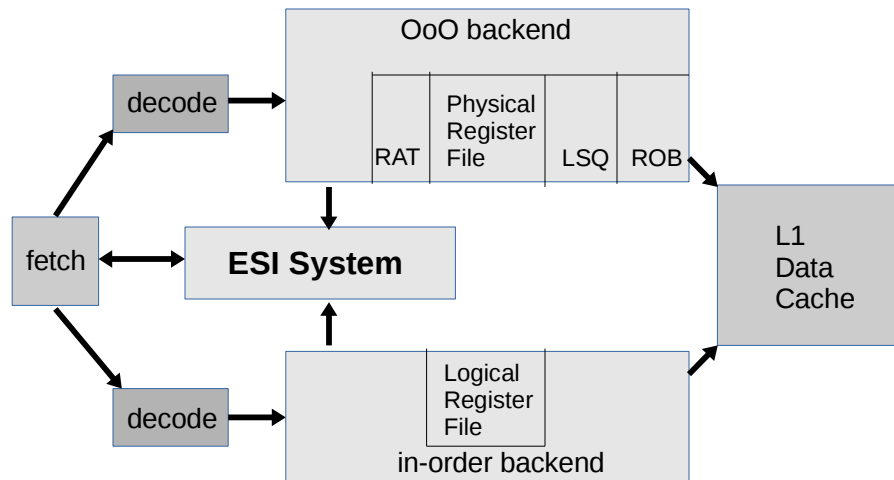 OoO backend
decode
Physical
Register
File
RAT
LSQ
ROB
fetch
ESI System
L1
Data
Cache
Logical
Register
File
decode
in-order backend